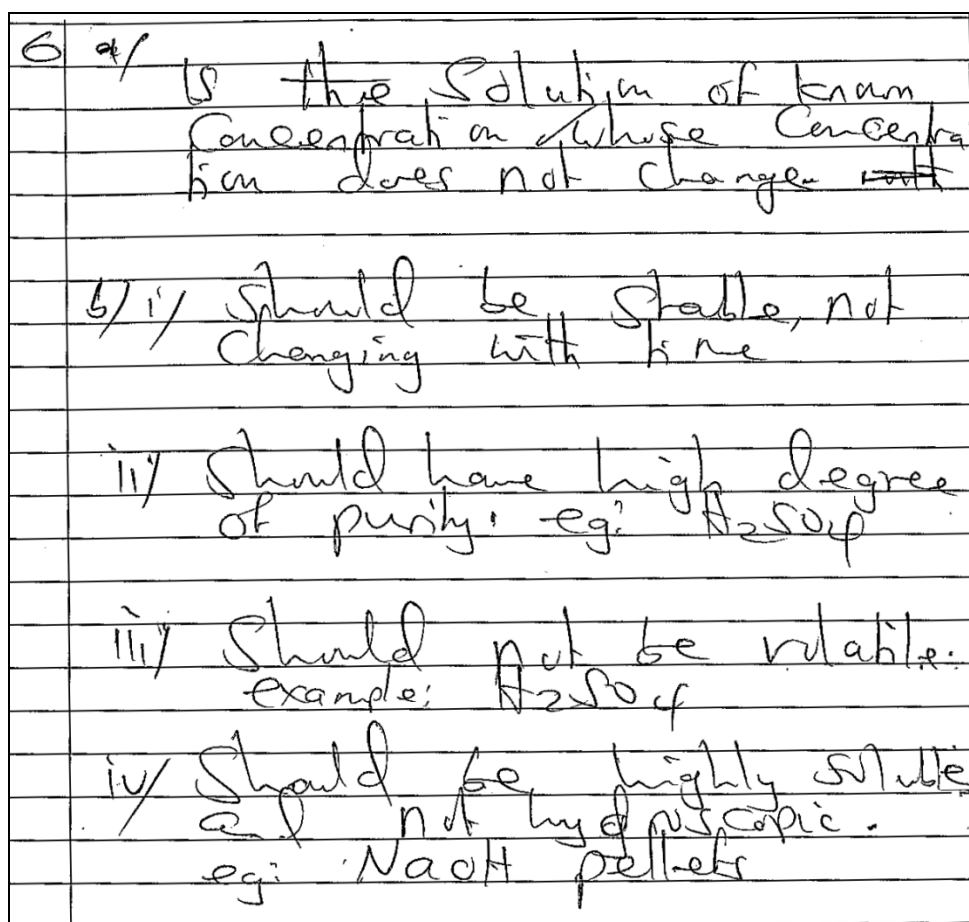 6 a/
Is the Solution of known
Concentration whose Concentra
tion does not change with
b/ i/ Should be stable, not
Changing with time
ii/ Should have high degree
of purity. eg: H2SO4
iii/ Should not be volatile.
example: H2SO4
iv/ Should be highly soluble
and not hydroscopic.
eg: NaOH pellets